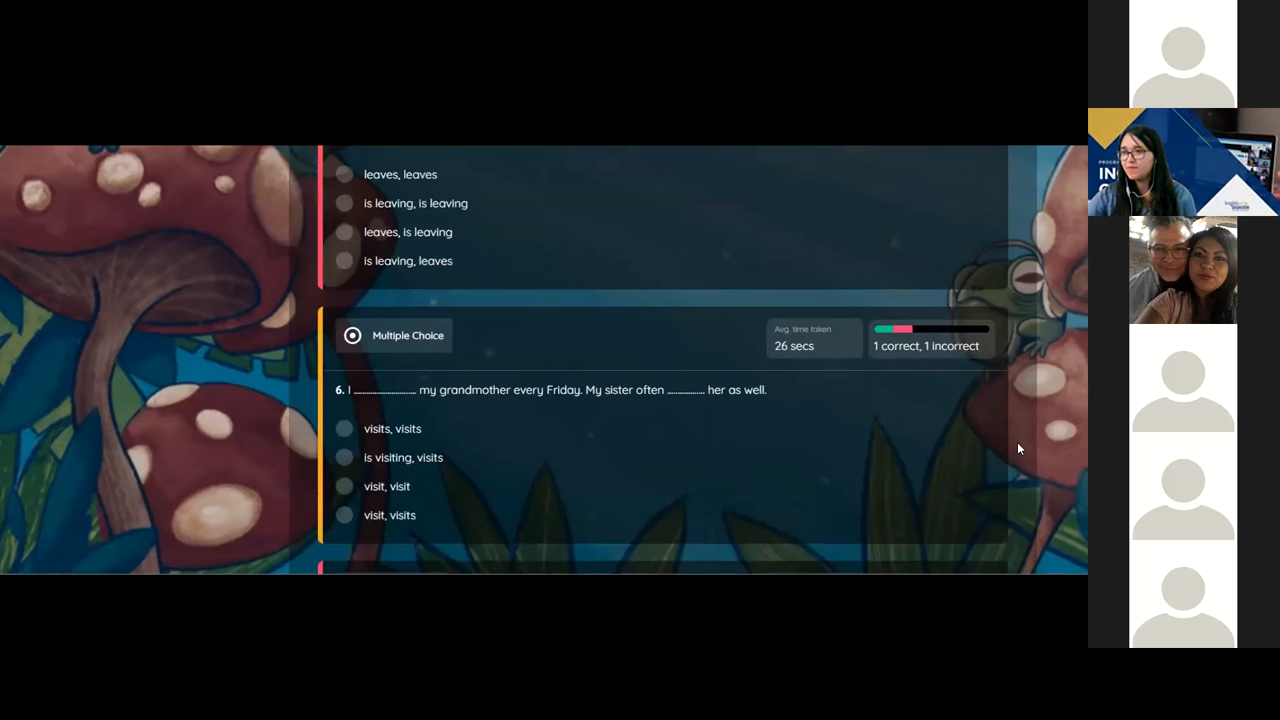 leaves, leaves
is leaving, is leaving
leaves, is leaving
is leaving, leaves
Multiple Choice
Avg. time taken
26 secs
1 correct, 1 incorrect
6. I ........................... my grandmother every Friday. My sister often ................ her as well.
visits, visits
is visiting, visits
visit, visit
visit, visits